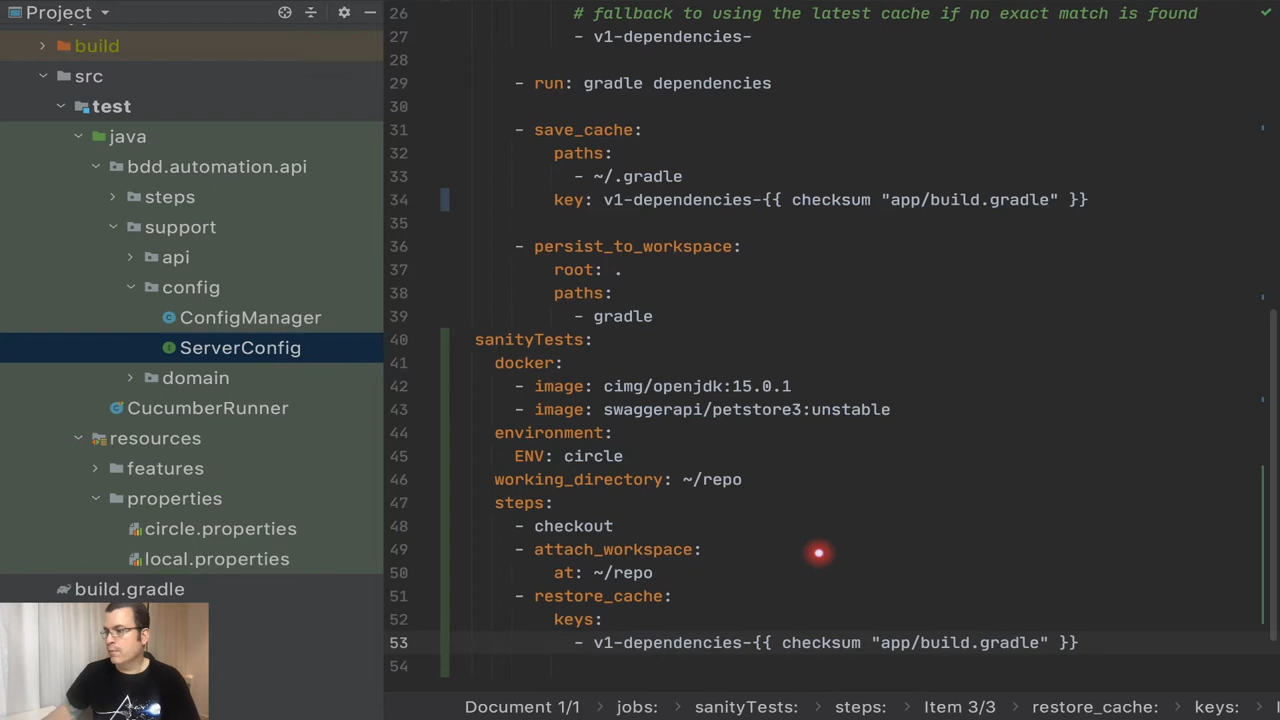 Project
build
src
test
java
bdd.automation.api
steps
support
api
config
ConfigManager
ServerConfig
domain
CucumberRunner
resources
features
properties
circle.properties
local.properties
build.gradle
26 # fallback to using the latest cache if no exact match is found
27 - v1-dependencies-
28
29 - run: gradle dependencies
30
31 - save_cache:
32 paths:
33 - ~/.gradle
34 key: v1-dependencies-{{ checksum "app/build.gradle" }}
35
36 - persist_to_workspace:
37 root: .
38 paths:
39 - gradle
40 sanityTests:
41 docker:
42 - image: cimg/openjdk:15.0.1
43 - image: swaggerapi/petstore3:unstable
44 environment:
45 ENV: circle
46 working_directory: ~/repo
47 steps:
48 - checkout
49 - attach_workspace:
50 at: ~/repo
51 - restore_cache:
52 keys:
53 - v1-dependencies-{{ checksum "app/build.gradle" }}
54
Document 1/1 › jobs: › sanityTests: › steps: › Item 3/3 › restore_cache: › keys: ›